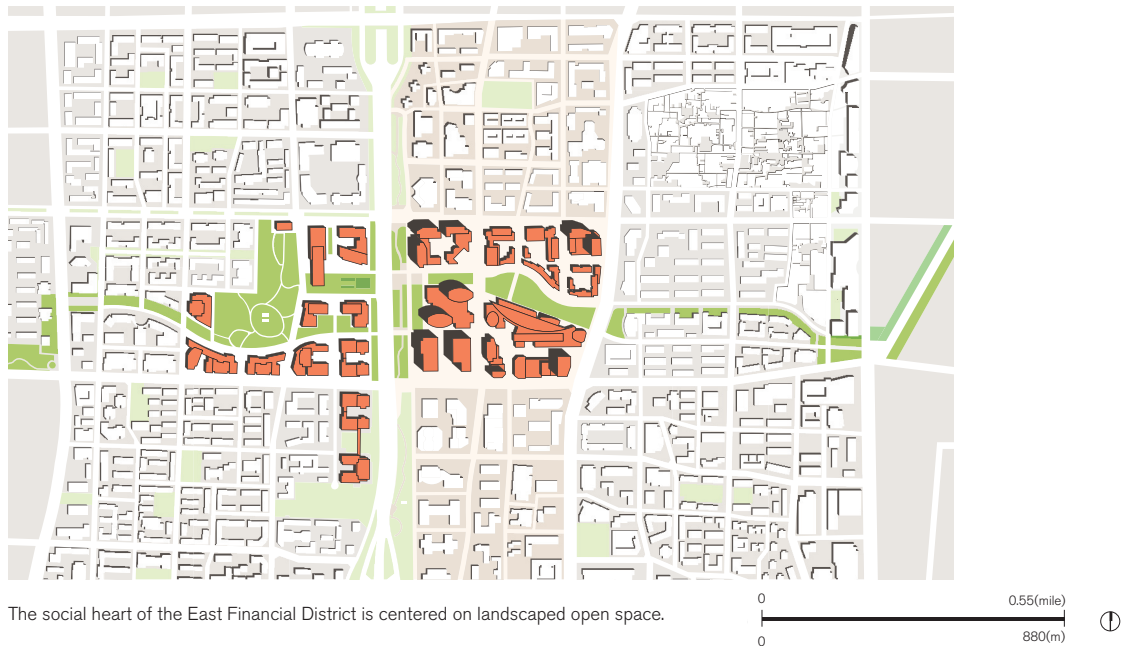 The social heart of the East Financial District is centered on landscaped open space.
0
0.55(mile)
0
880(m)